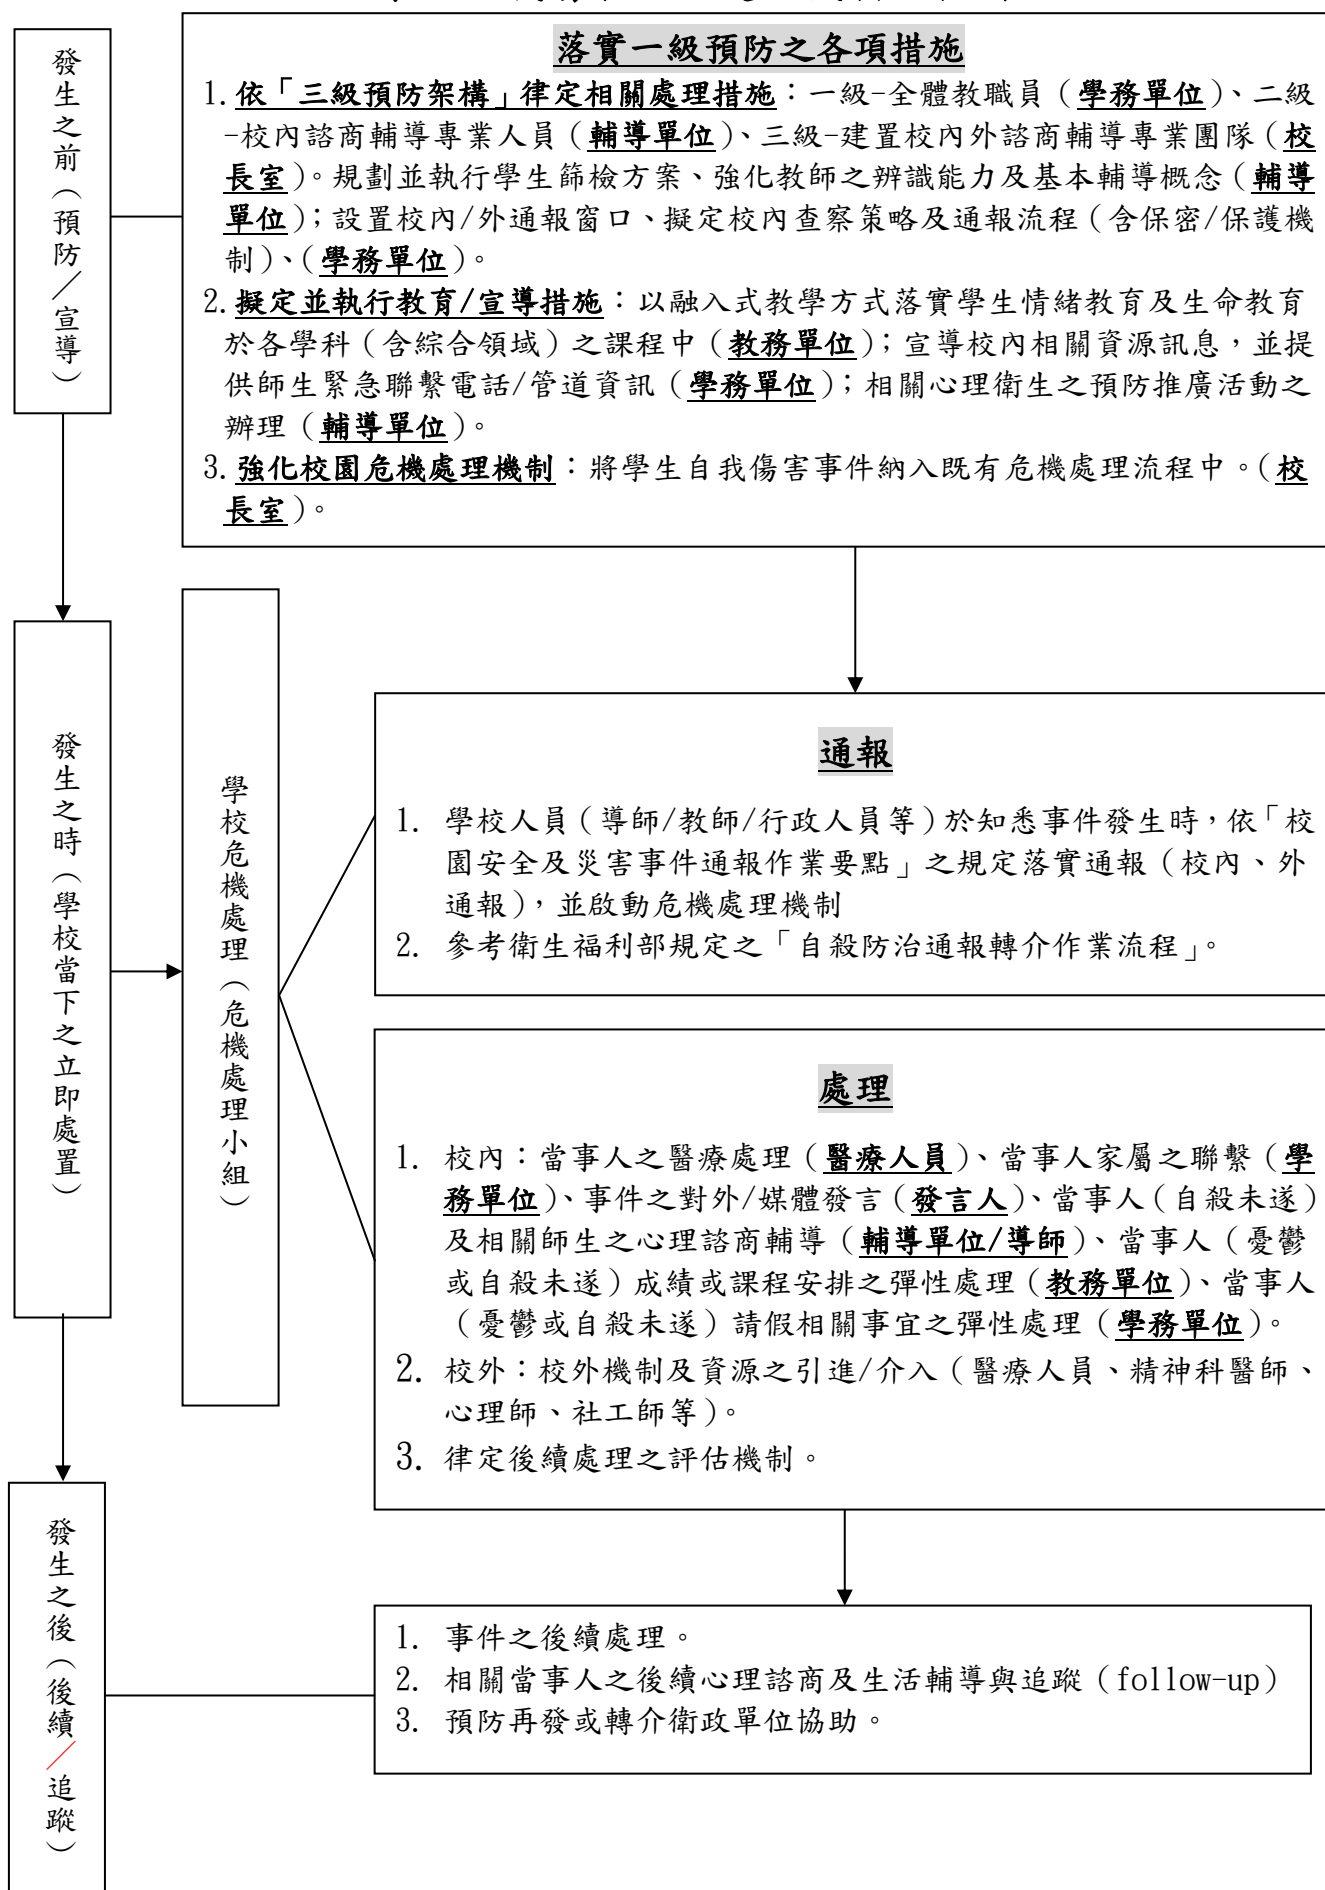 發生之前（預防／宣導）
落實一級預防之各項措施
1.依「三級預防架構」律定相關處理措施：一級-全體教職員（學務單位）、二級
-校內諮商輔導專業人員（輔導單位）、三級-建置校內外諮商輔導專業團隊（校
長室）。規劃並執行學生篩檢方案、強化教師之辨識能力及基本輔導概念（輔導
單位）；設置校內/外通報窗口、擬定校內查察策略及通報流程（含保密/保護機
制）、（學務單位）。
2.擬定並執行教育/宣導措施：以融入式教學方式落實學生情緒教育及生命教育
於各學科（含綜合領域）之課程中（教務單位）；宣導校內相關資源訊息，並提
供師生緊急聯繫電話/管道資訊（學務單位）；相關心理衛生之預防推廣活動之
辦理（輔導單位）。
3.強化校園危機處理機制：將學生自我傷害事件納入既有危機處理流程中。（校
長室）。
發生之時（學校當下之立即處置）
學校危機處理（危機處理小組）
通報
1. 學校人員（導師/教師/行政人員等）於知悉事件發生時，依「校
園安全及災害事件通報作業要點」之規定落實通報（校內、外
通報），並啟動危機處理機制
2. 參考衛生福利部規定之「自殺防治通報轉介作業流程」。
處理
1. 校內：當事人之醫療處理（醫療人員）、當事人家屬之聯繫（學
務單位）、事件之對外/媒體發言（發言人）、當事人（自殺未遂）
及相關師生之心理諮商輔導（輔導單位/導師）、當事人（憂鬱
或自殺未遂）成績或課程安排之彈性處理（教務單位）、當事人
（憂鬱或自殺未遂）請假相關事宜之彈性處理（學務單位）。
2. 校外：校外機制及資源之引進/介入（醫療人員、精神科醫師、
心理師、社工師等）。
3. 律定後續處理之評估機制。
發生之後（後續／追蹤）
1. 事件之後續處理。
2. 相關當事人之後續心理諮商及生活輔導與追蹤（follow-up）
3. 預防再發或轉介衛政單位協助。